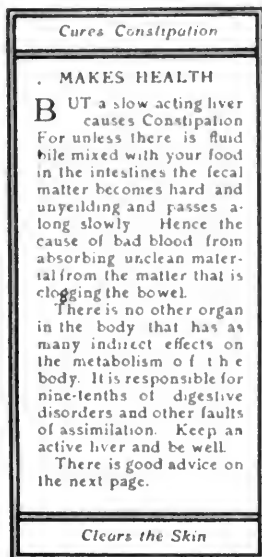 Cures Constipation
. MAKES HEALTH
BUT a slow acting liver
causes Constipation
For unless there is fluid
bile mixed with your food
in the intestines the fecal
matter becomes hard and
unyeilding and passes a-
long slowly Hence the
cause of bad blood from
absorbing unclean mater-
ial from the matter that is
clogging the bowel.
There is no other organ
in the body that has as
many indirect effects on
the metabolism of the
body. It is responsible for
nine-tenths of digestive
disorders and other faults
of assimilation. Keep an
active liver and be well.
There is good advice on
the next page.
Clears the Skin